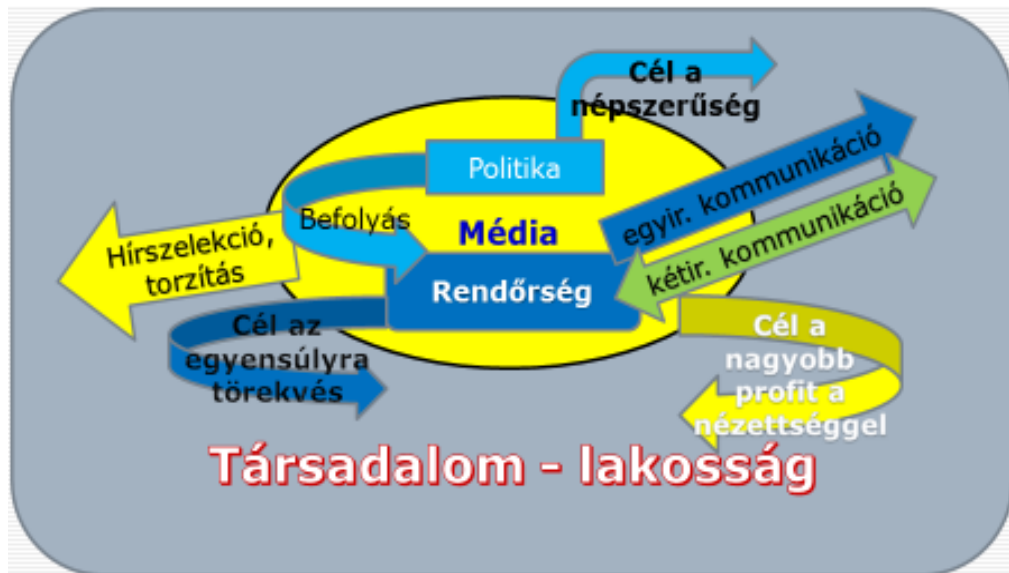 Cél a
népszerűség
Politika
egyir. kommunikáció
kétir. kommunikáció
Befolyás
Média
Hírszelekció,
torzítás
Rendőrség
Cél az
egyensúlyra
törekvés
Cél a
nagyobb
profit a
nézettséggel
Társadalom - lakosság